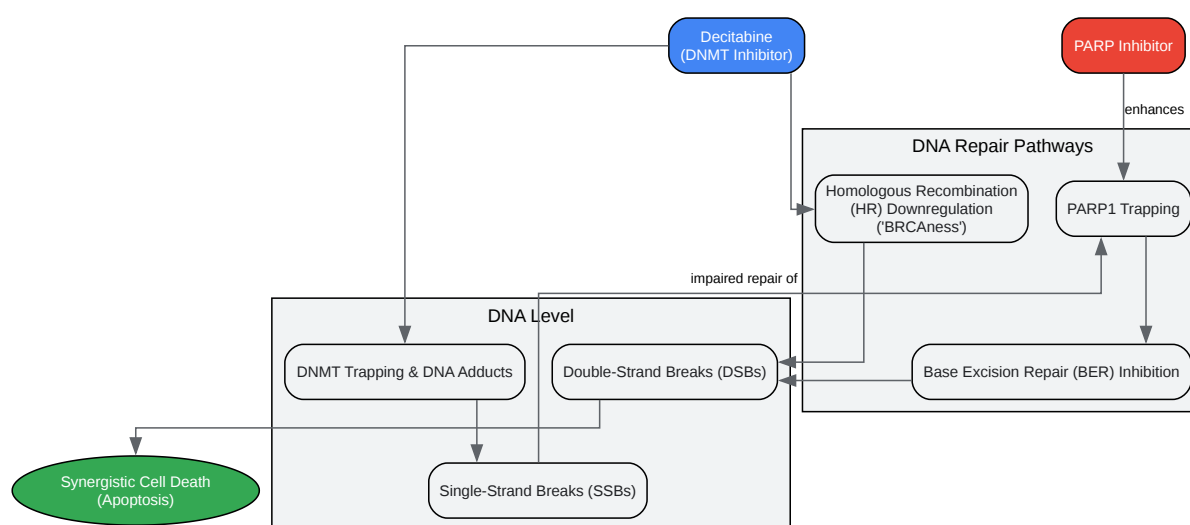 Decitabine
(DNMT Inhibitor)
PARP Inhibitor
enhances
DNA Repair Pathways
Homologous Recombination
(HR) Downregulation
('BRCAness')
PARP1 Trapping
impaired repair of
DNA Level
DNMT Trapping & DNA Adducts
Double-Strand Breaks (DSBs)
Base Excision Repair (BER) Inhibition
Synergistic Cell Death
(Apoptosis)
Single-Strand Breaks (SSBs)